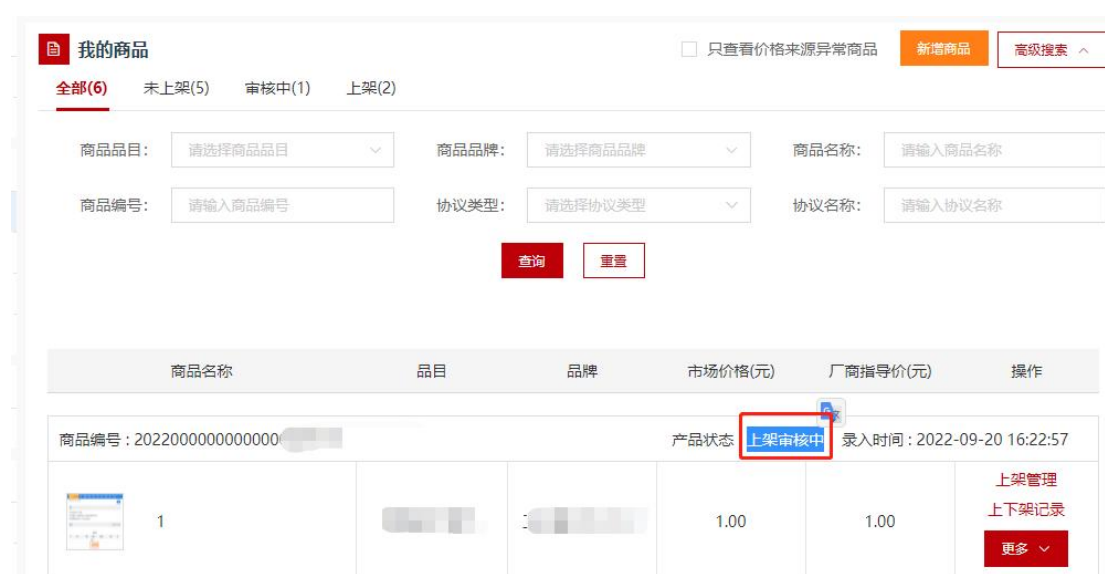 我的商品
只查看价格来源异常商品 新增商品 高级搜索
全部(6) 未上架(5) 审核中(1) 上架(2)
商品品目： 请选择商品品目 商品品牌： 请选择商品品牌 商品名称： 请输入商品名称
商品编号： 请输入商品编号 协议类型： 请选择协议类型 协议名称： 请输入协议名称
查询 重置
商品名称 品目 品牌 市场价格(元) 厂商指导价(元) 操作
商品编号 : 2022000000000000 产品状态 上架审核中 录入时间 : 2022-09-20 16:22:57
上架管理
1 1.00 1.00 上下架记录
更多